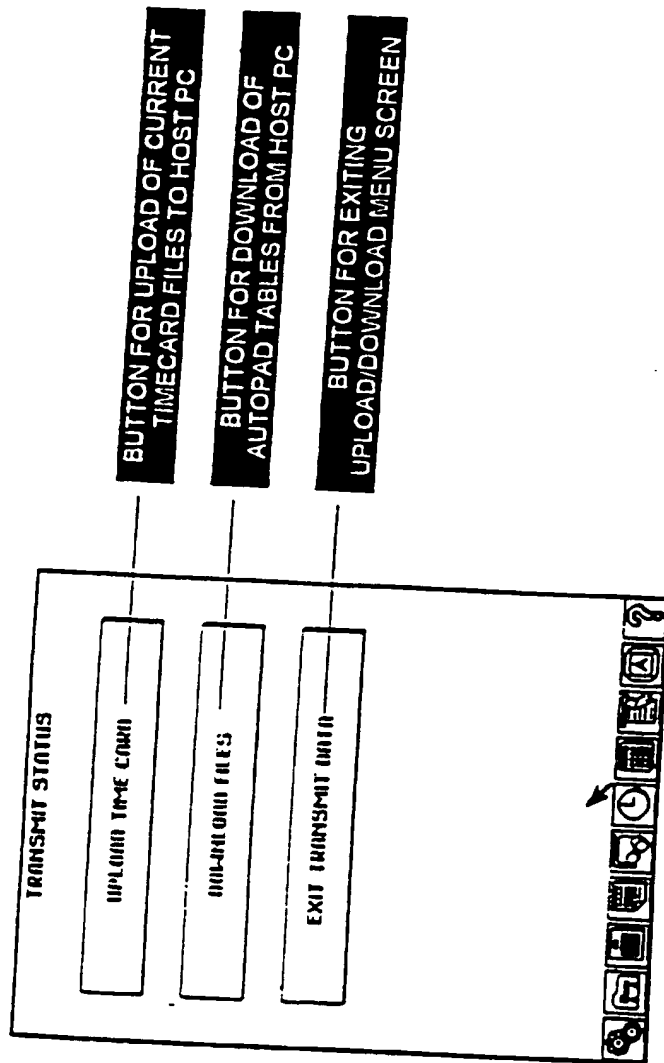 TRANSMIT STATUS
UPLOAD TIME CARD
DOWNLOAD FILES
EXIT TRANSMIT DATA
BUTTON FOR UPLOAD OF CURRENT
TIMECARD FILES TO HOST PC
BUTTON FOR DOWNLOAD OF
AUTOPAD TABLES FROM HOST PC
BUTTON FOR EXITING
UPLOAD/DOWNLOAD MENU SCREEN
?